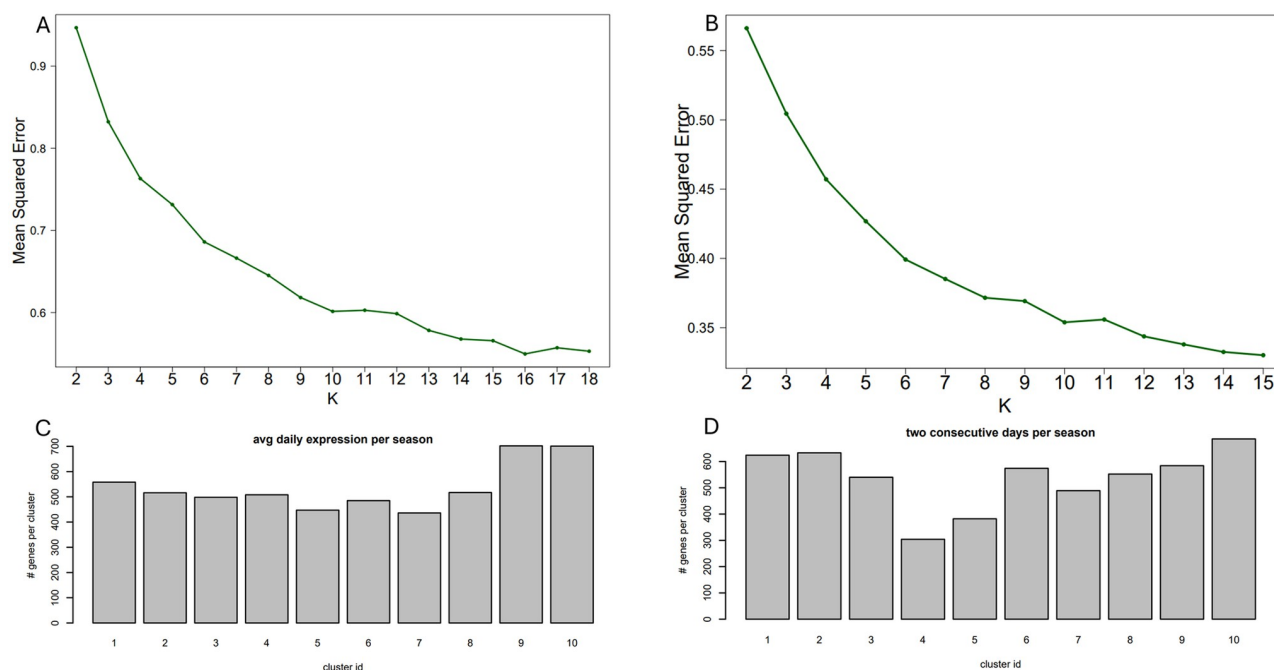 A
Mean Squared Error
0.9
0.8
0.7
0.6
2 3 4 5 6 7 8 9 10 11 12 13 14 15 16 17 18
K
B
Mean Squared Error
0.55
0.50
0.45
0.40
0.35
2 3 4 5 6 7 8 9 10 11 12 13 14 15
K
C
avg daily expression per season
# genes per cluster
700
600
500
400
300
200
100
0
1 2 3 4 5 6 7 8 9 10
cluster id
D
two consecutive days per season
# genes per cluster
600
500
400
300
200
100
0
1 2 3 4 5 6 7 8 9 10
cluster id